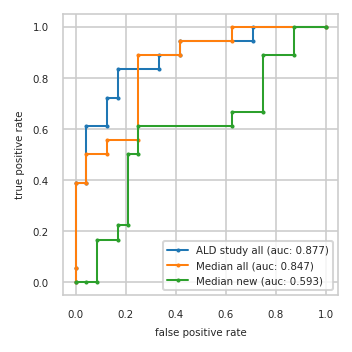 1.0
0.8
0.6
0.4
0.2
0.0
true positive rate
ALD study all (auc: 0.877)
Median all (auc: 0.847)
Median new (auc: 0.593)
0.0 0.2 0.4 0.6 0.8 1.0
false positive rate